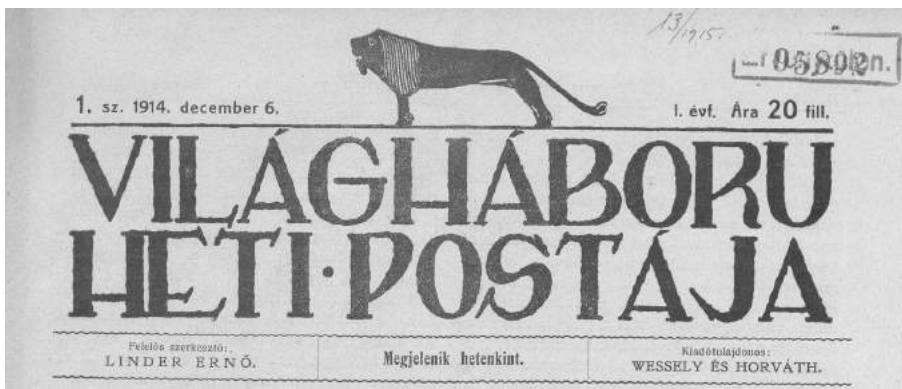 13/1915.
95802
1. sz. 1914. december 6.
I. évf. Ára 20 fill.
VILÁGHÁBORU
HETI·POSTÁJA
Felelős szerkesztő:
LINDER ERNŐ.
Megjelenik hetenkint.
Kiadótulajdonos:
WESSELY ÉS HORVÁTH.